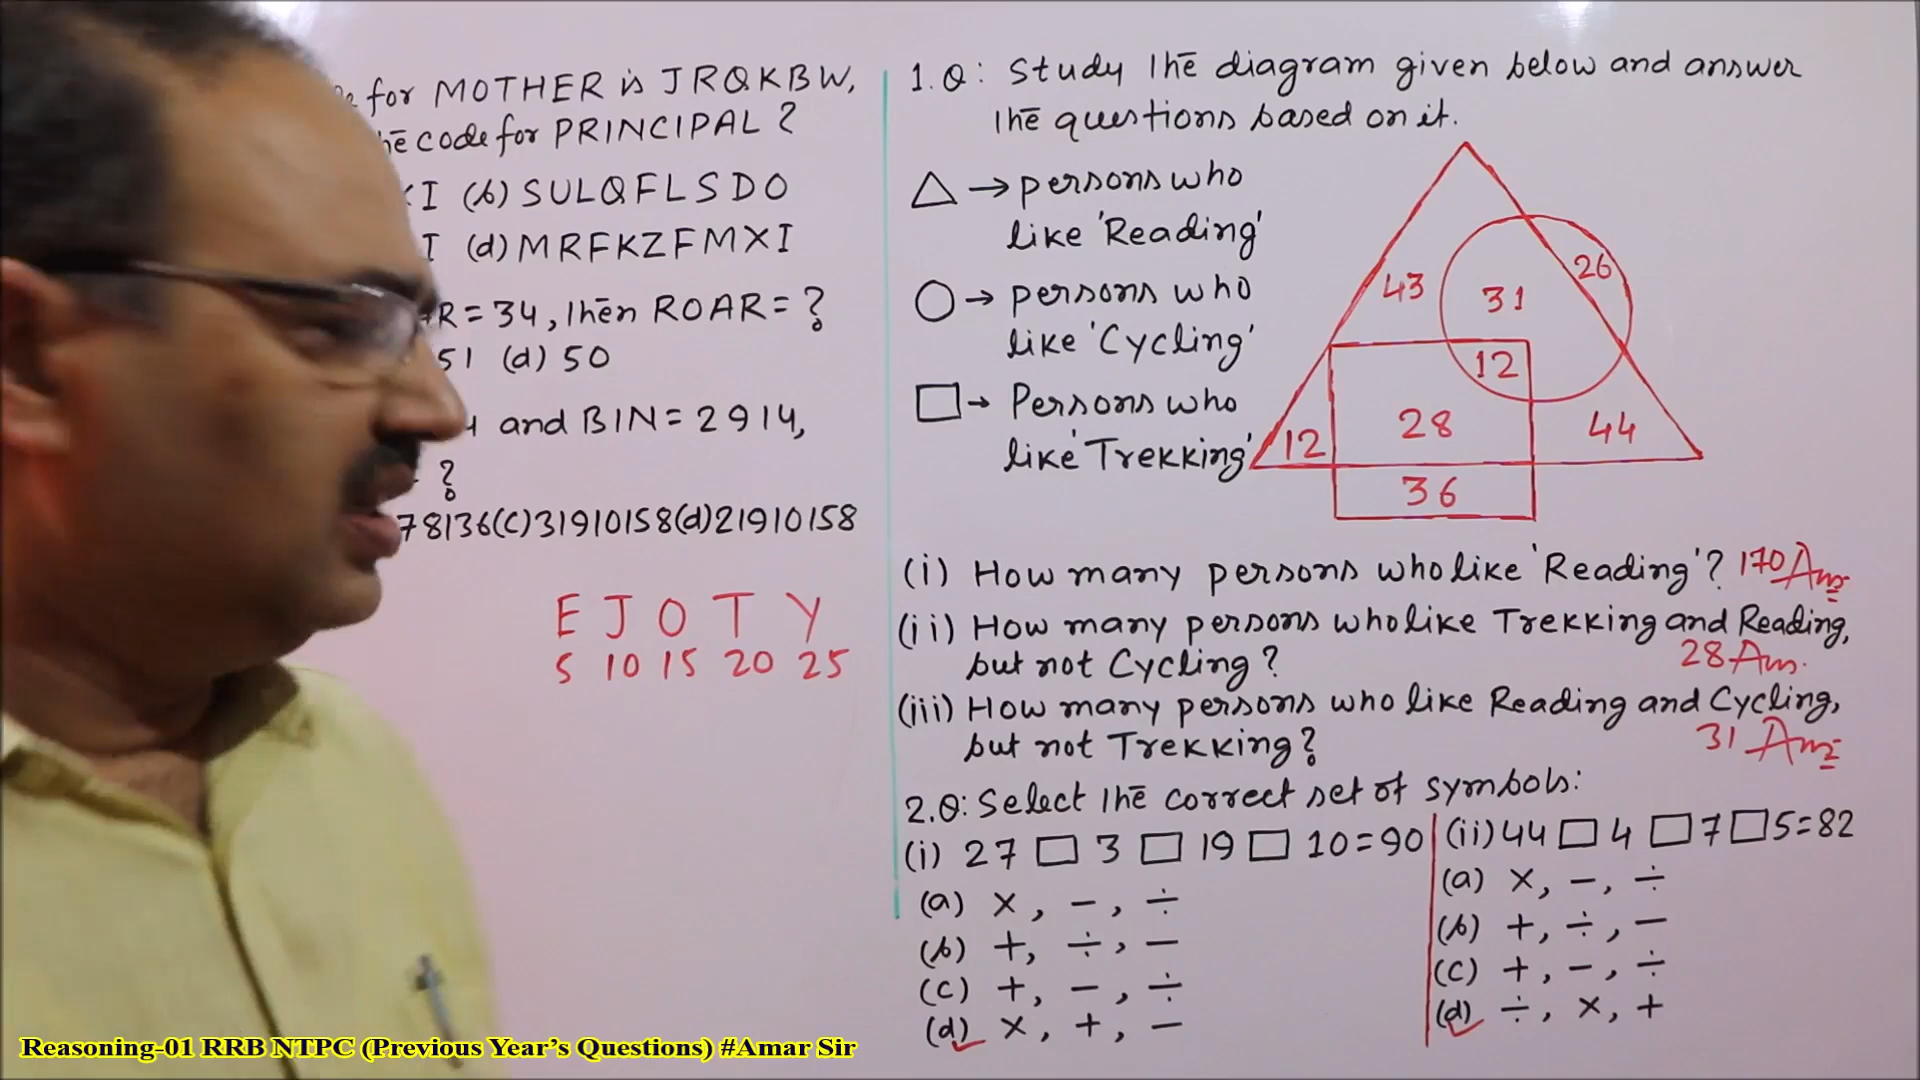 for MOTHER is JRQKBW,
code for PRINCIPAL ?
I (b) SULQFLSDO
I (d) MRFKZFMXI
R = 34, then ROAR = ?
51 (d) 50
and BIN = 2914,
?
78136 (c) 31910158 (d) 21910158
E J O T Y
5 10 15 20 25
1.Q: Study the diagram given below and answer
the questions based on it.
△ → persons who
like 'Reading'
○ → persons who
like 'Cycling'
□ → Persons who
like 'Trekking'
43
31
26
12
28
12
44
36
(i) How many persons who like 'Reading'? 170 Ans
(ii) How many persons who like Trekking and Reading,
but not Cycling? 28 Ans.
(iii) How many persons who like Reading and Cycling,
but not Trekking? 31 Ans
2.Q: Select the correct set of symbols:
(i) 27 □ 3 □ 19 □ 10 = 90
(a) ×, −, ÷
(b) +, ÷, −
(c) +, −, ÷
(d) ×, +, −
(ii) 44 □ 4 □ 7 □ 5 = 82
(a) ×, −, ÷
(b) +, ÷, −
(c) +, −, ÷
(d) ÷, ×, +
Reasoning-01 RRB NTPC (Previous Year's Questions) #Amar Sir